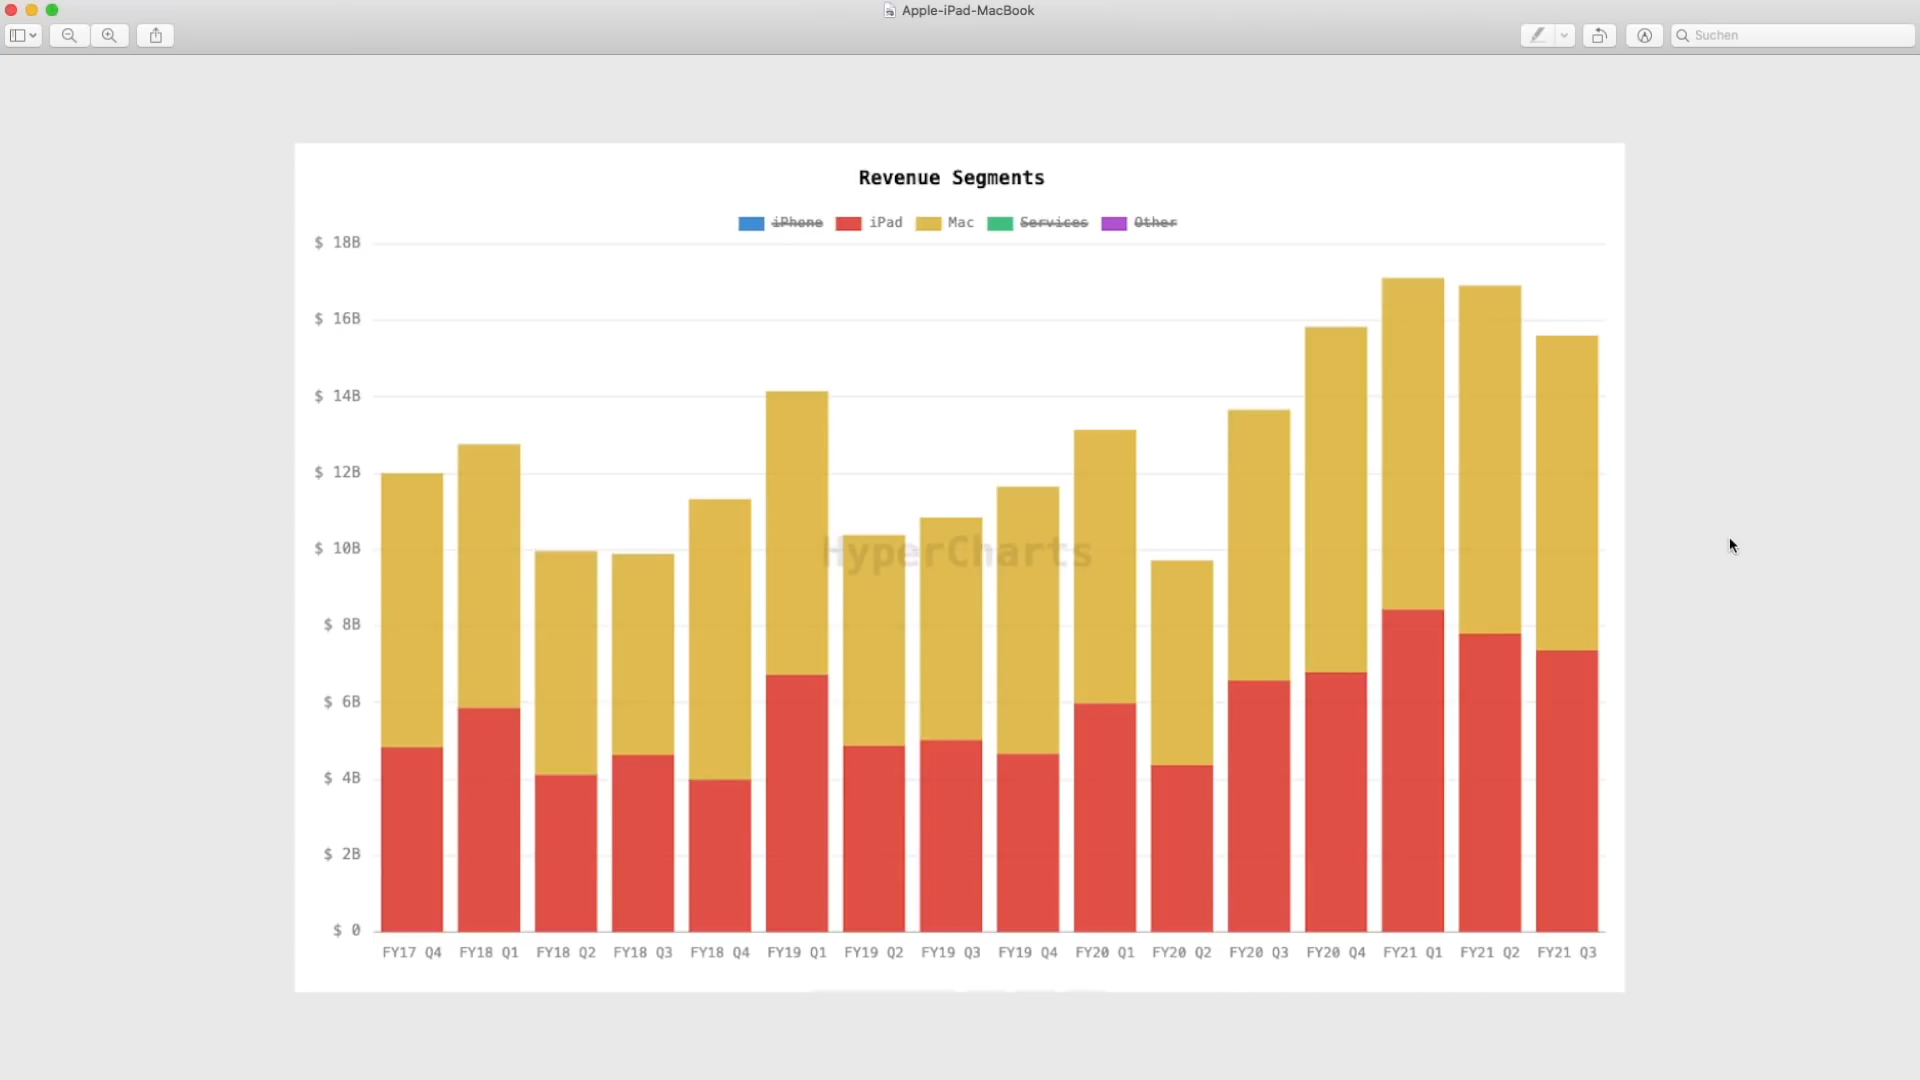 Apple-iPad-MacBook
Suchen
Revenue Segments
iPhone iPad Mac Services Other
$ 18B
$ 16B
$ 14B
$ 12B
$ 10B
$ 8B
$ 6B
$ 4B
$ 2B
$ 0
HyperCharts
FY17 Q4 FY18 Q1 FY18 Q2 FY18 Q3 FY18 Q4 FY19 Q1 FY19 Q2 FY19 Q3 FY19 Q4 FY20 Q1 FY20 Q2 FY20 Q3 FY20 Q4 FY21 Q1 FY21 Q2 FY21 Q3